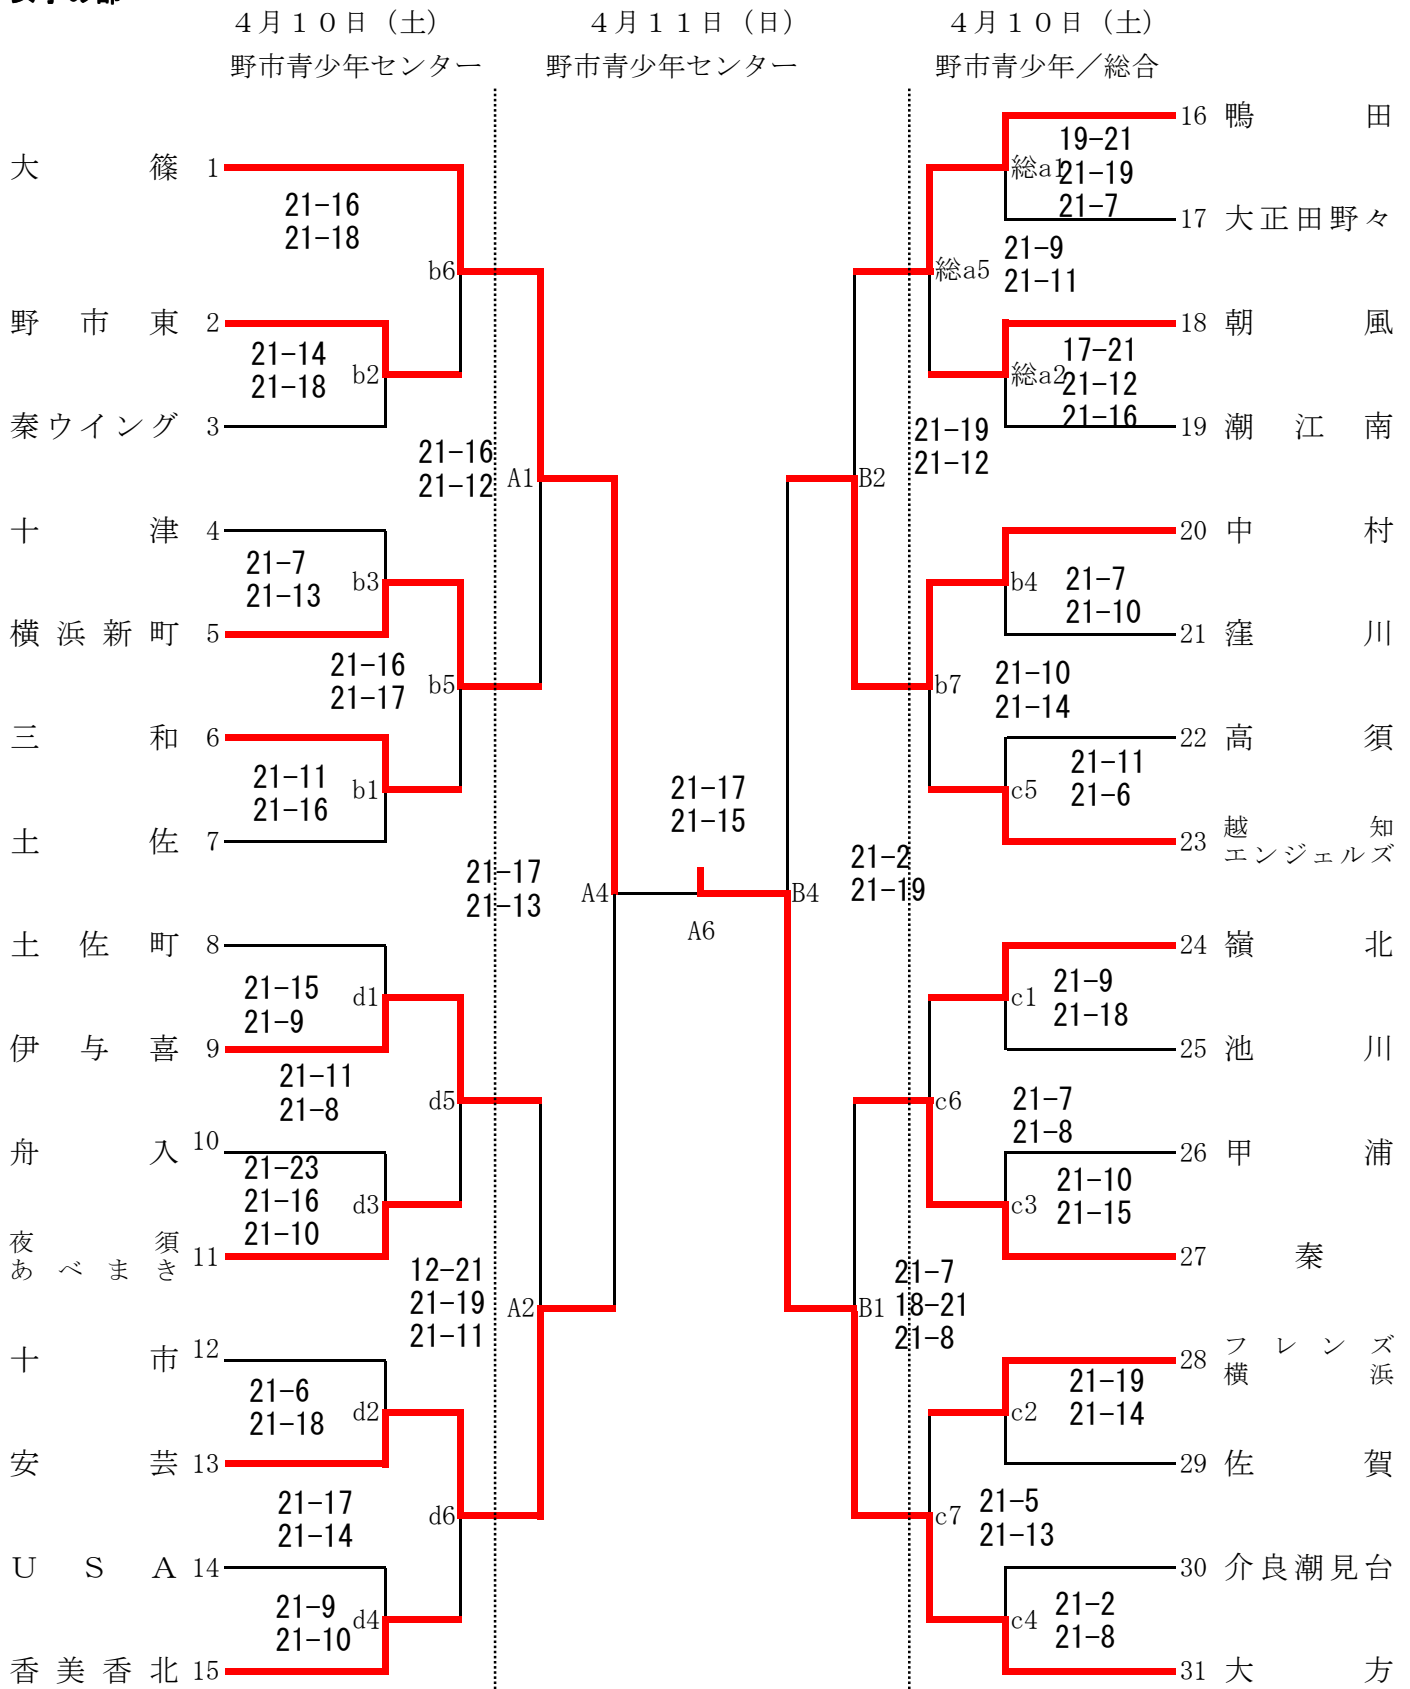 ４月１０日（土）
野市青少年センター
４月１１日（日）
野市青少年センター
４月１０日（土）
野市青少年／総合
大篠 1
21-16
21-18
b6
野市東 2
21-14
21-18
b2
秦ウイング 3
21-16
21-12
A1
十津 4
21-7
21-13
b3
横浜新町 5
21-16
21-17
b5
三和 6
21-11
21-16
b1
土佐 7
21-17
21-13
A4
土佐町 8
21-15
21-9
d1
伊与喜 9
21-11
21-8
d5
舟入 10
21-23
21-16
21-10
d3
夜須
あべまき 11
12-21
21-19
21-11
A2
十市 12
21-6
21-18
d2
安芸 13
21-17
21-14
d6
ＵＳＡ 14
21-9
21-10
d4
香美香北 15
21-17
21-15
A6
16 鴨田
19-21
21-19
21-7
総a1
17 大正田野々
総a5
21-9
21-11
18 朝風
17-21
21-12
21-16
総a2
19 潮江南
21-19
21-12
B2
20 中村
b4
21-7
21-10
21 窪川
b7
21-10
21-14
22 高須
21-11
21-6
c5
23 越知
エンジェルズ
21-2
21-19
B4
24 嶺北
c1
21-9
21-18
25 池川
c6
21-7
21-8
26 甲浦
c3
21-10
21-15
27 秦
B1
21-7
18-21
21-8
28 フレンズ
横浜
21-19
21-14
c2
29 佐賀
c7
21-5
21-13
30 介良潮見台
c4
21-2
21-8
31 大方